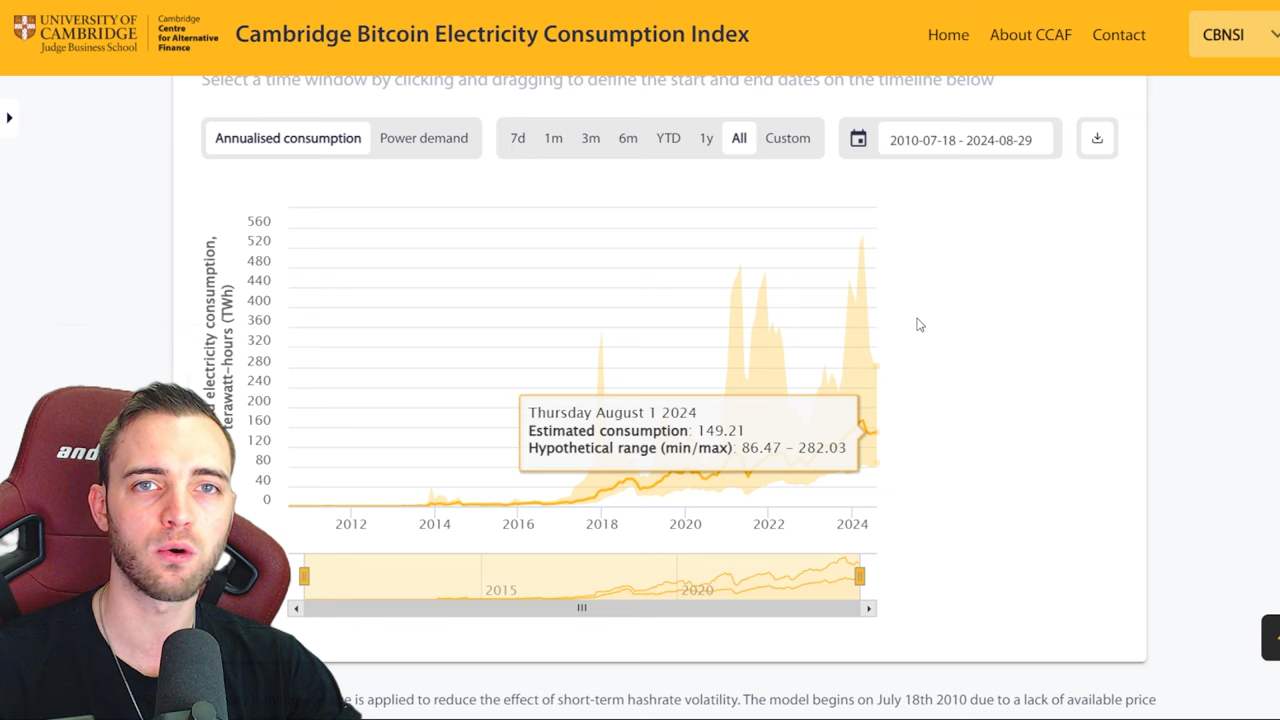 UNIVERSITY OF CAMBRIDGE
Judge Business School
Cambridge
Centre
for Alternative
Finance
Cambridge Bitcoin Electricity Consumption Index
Home
About CCAF
Contact
CBNSI
Select a time window by clicking and dragging to define the start and end dates on the timeline below
Annualised consumption
Power demand
7d
1m
3m
6m
YTD
1y
All
Custom
2010-07-18 - 2024-08-29
electricity consumption,
terawatt-hours (TWh)
560
520
480
440
400
360
320
280
240
200
160
120
80
40
0
Thursday August 1 2024
Estimated consumption: 149.21
Hypothetical range (min/max): 86.47 – 282.03
2012
2014
2016
2018
2020
2022
2024
2015
2020
is applied to reduce the effect of short-term hashrate volatility. The model begins on July 18th 2010 due to a lack of available price
and